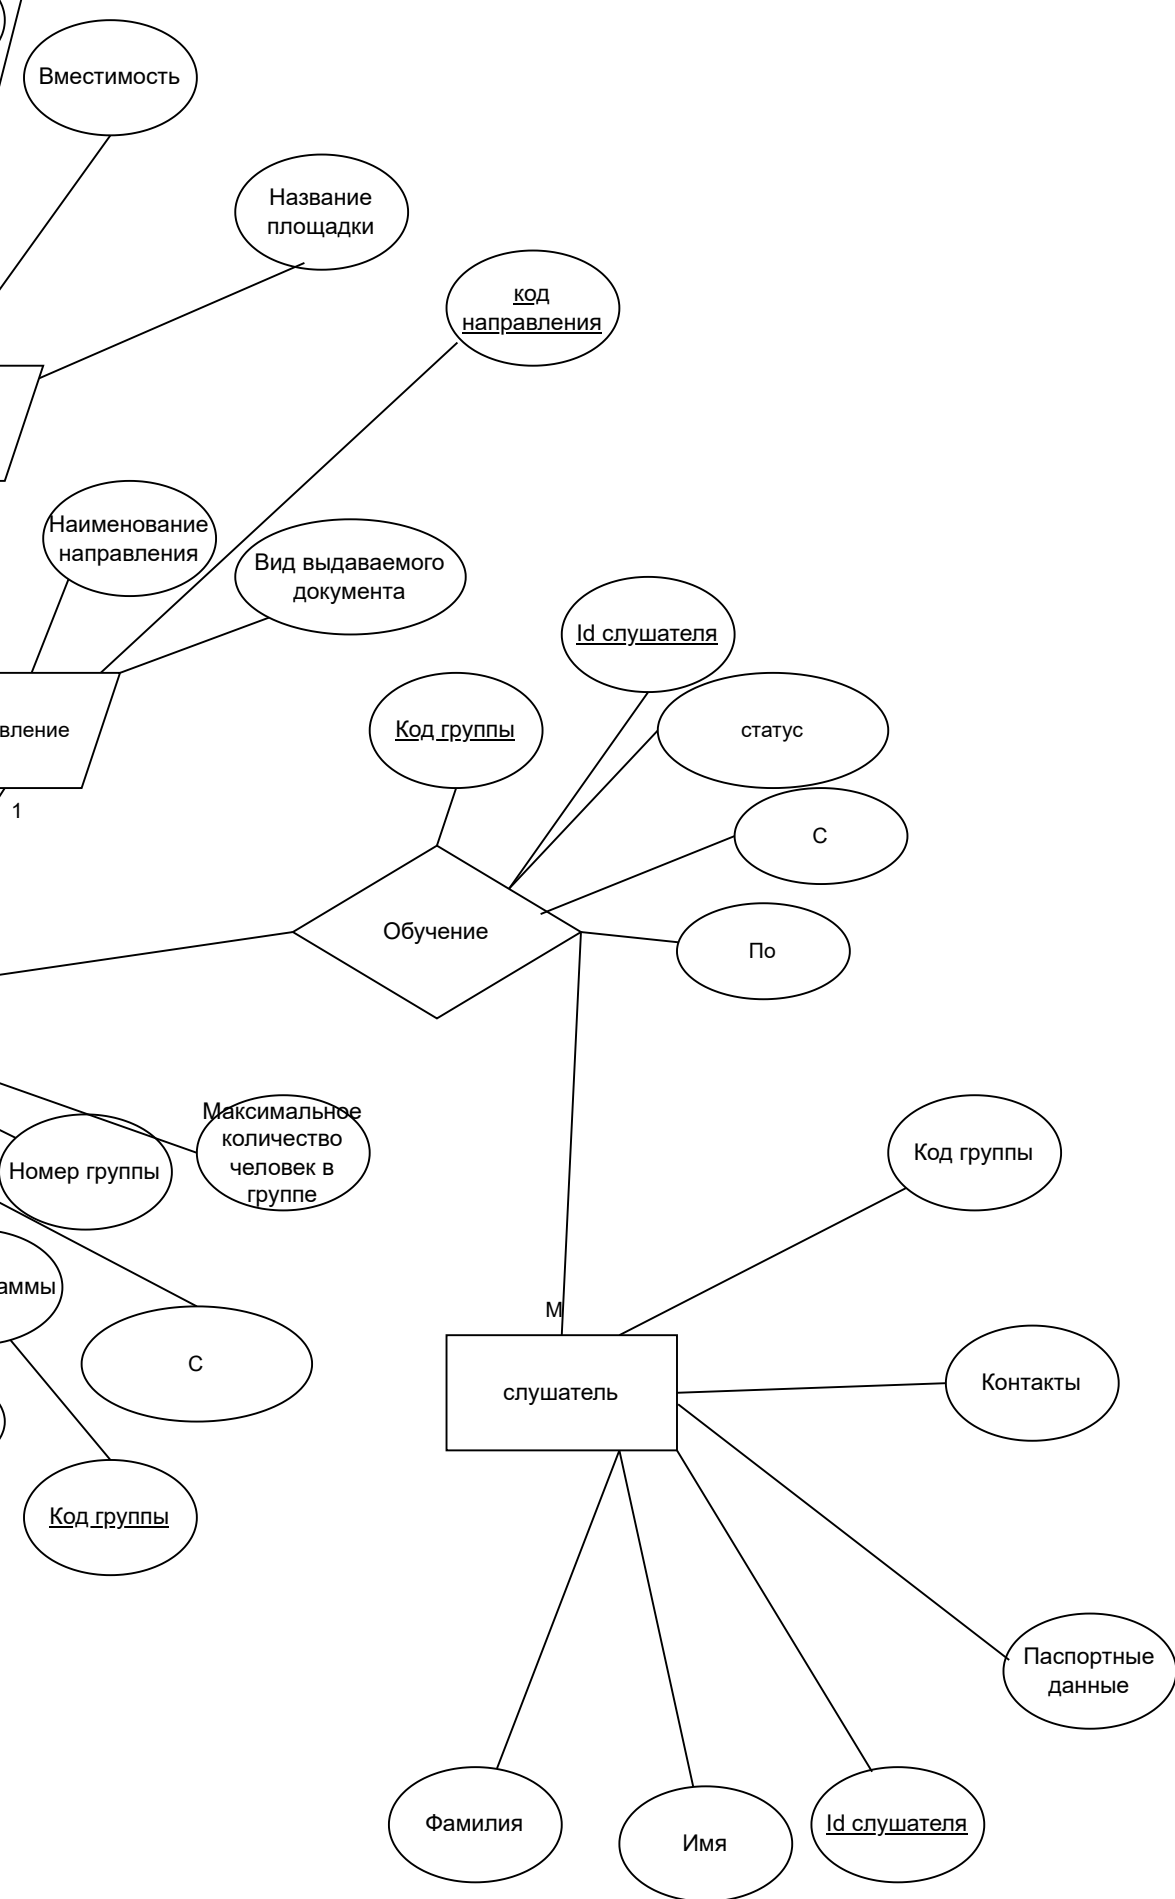 Вместимость
Название
площадки
код
направления
Наименование
направления
Вид выдаваемого
документа
Id слушателя
вление
Код группы
статус
1
С
Обучение
По
Максимальное
количество
человек в
группе
Номер группы
Код группы
аммы
М
С
слушатель
Контакты
Код группы
Паспортные
данные
Фамилия
Имя
Id слушателя